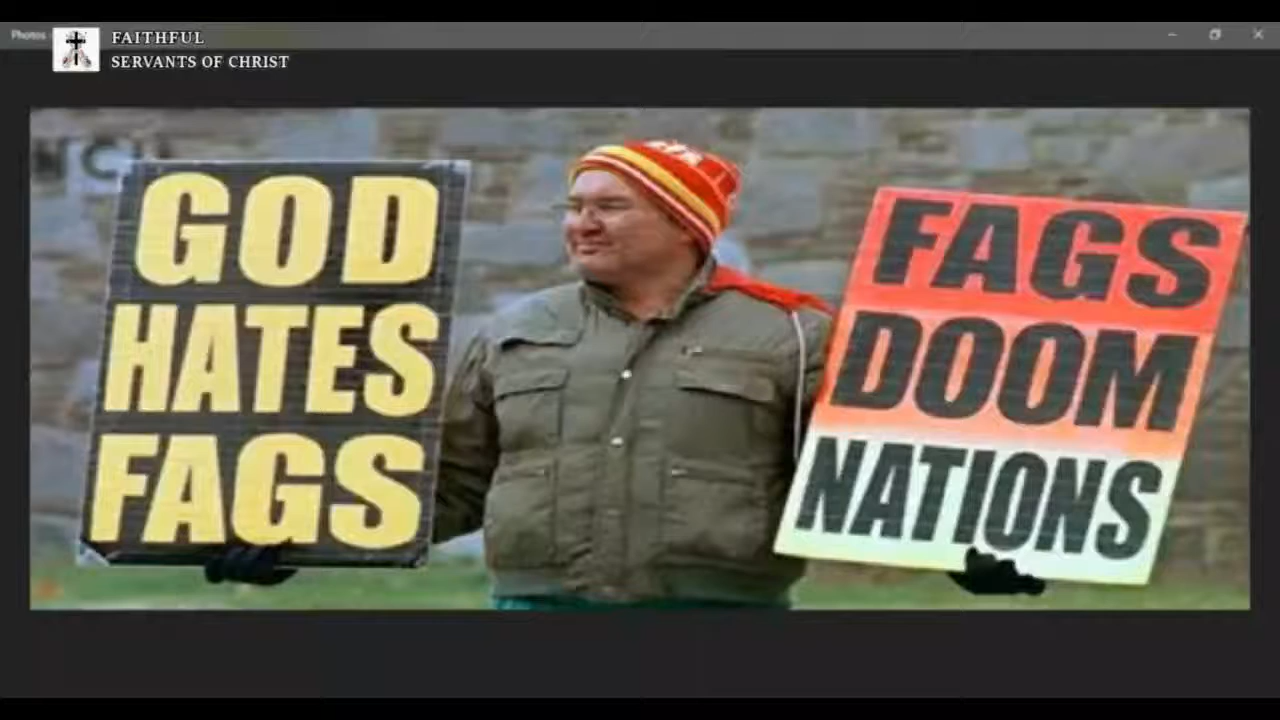 Photos
FAITHFUL
SERVANTS OF CHRIST
GOD
HATES
FAGS
FAGS
DOOM
NATIONS